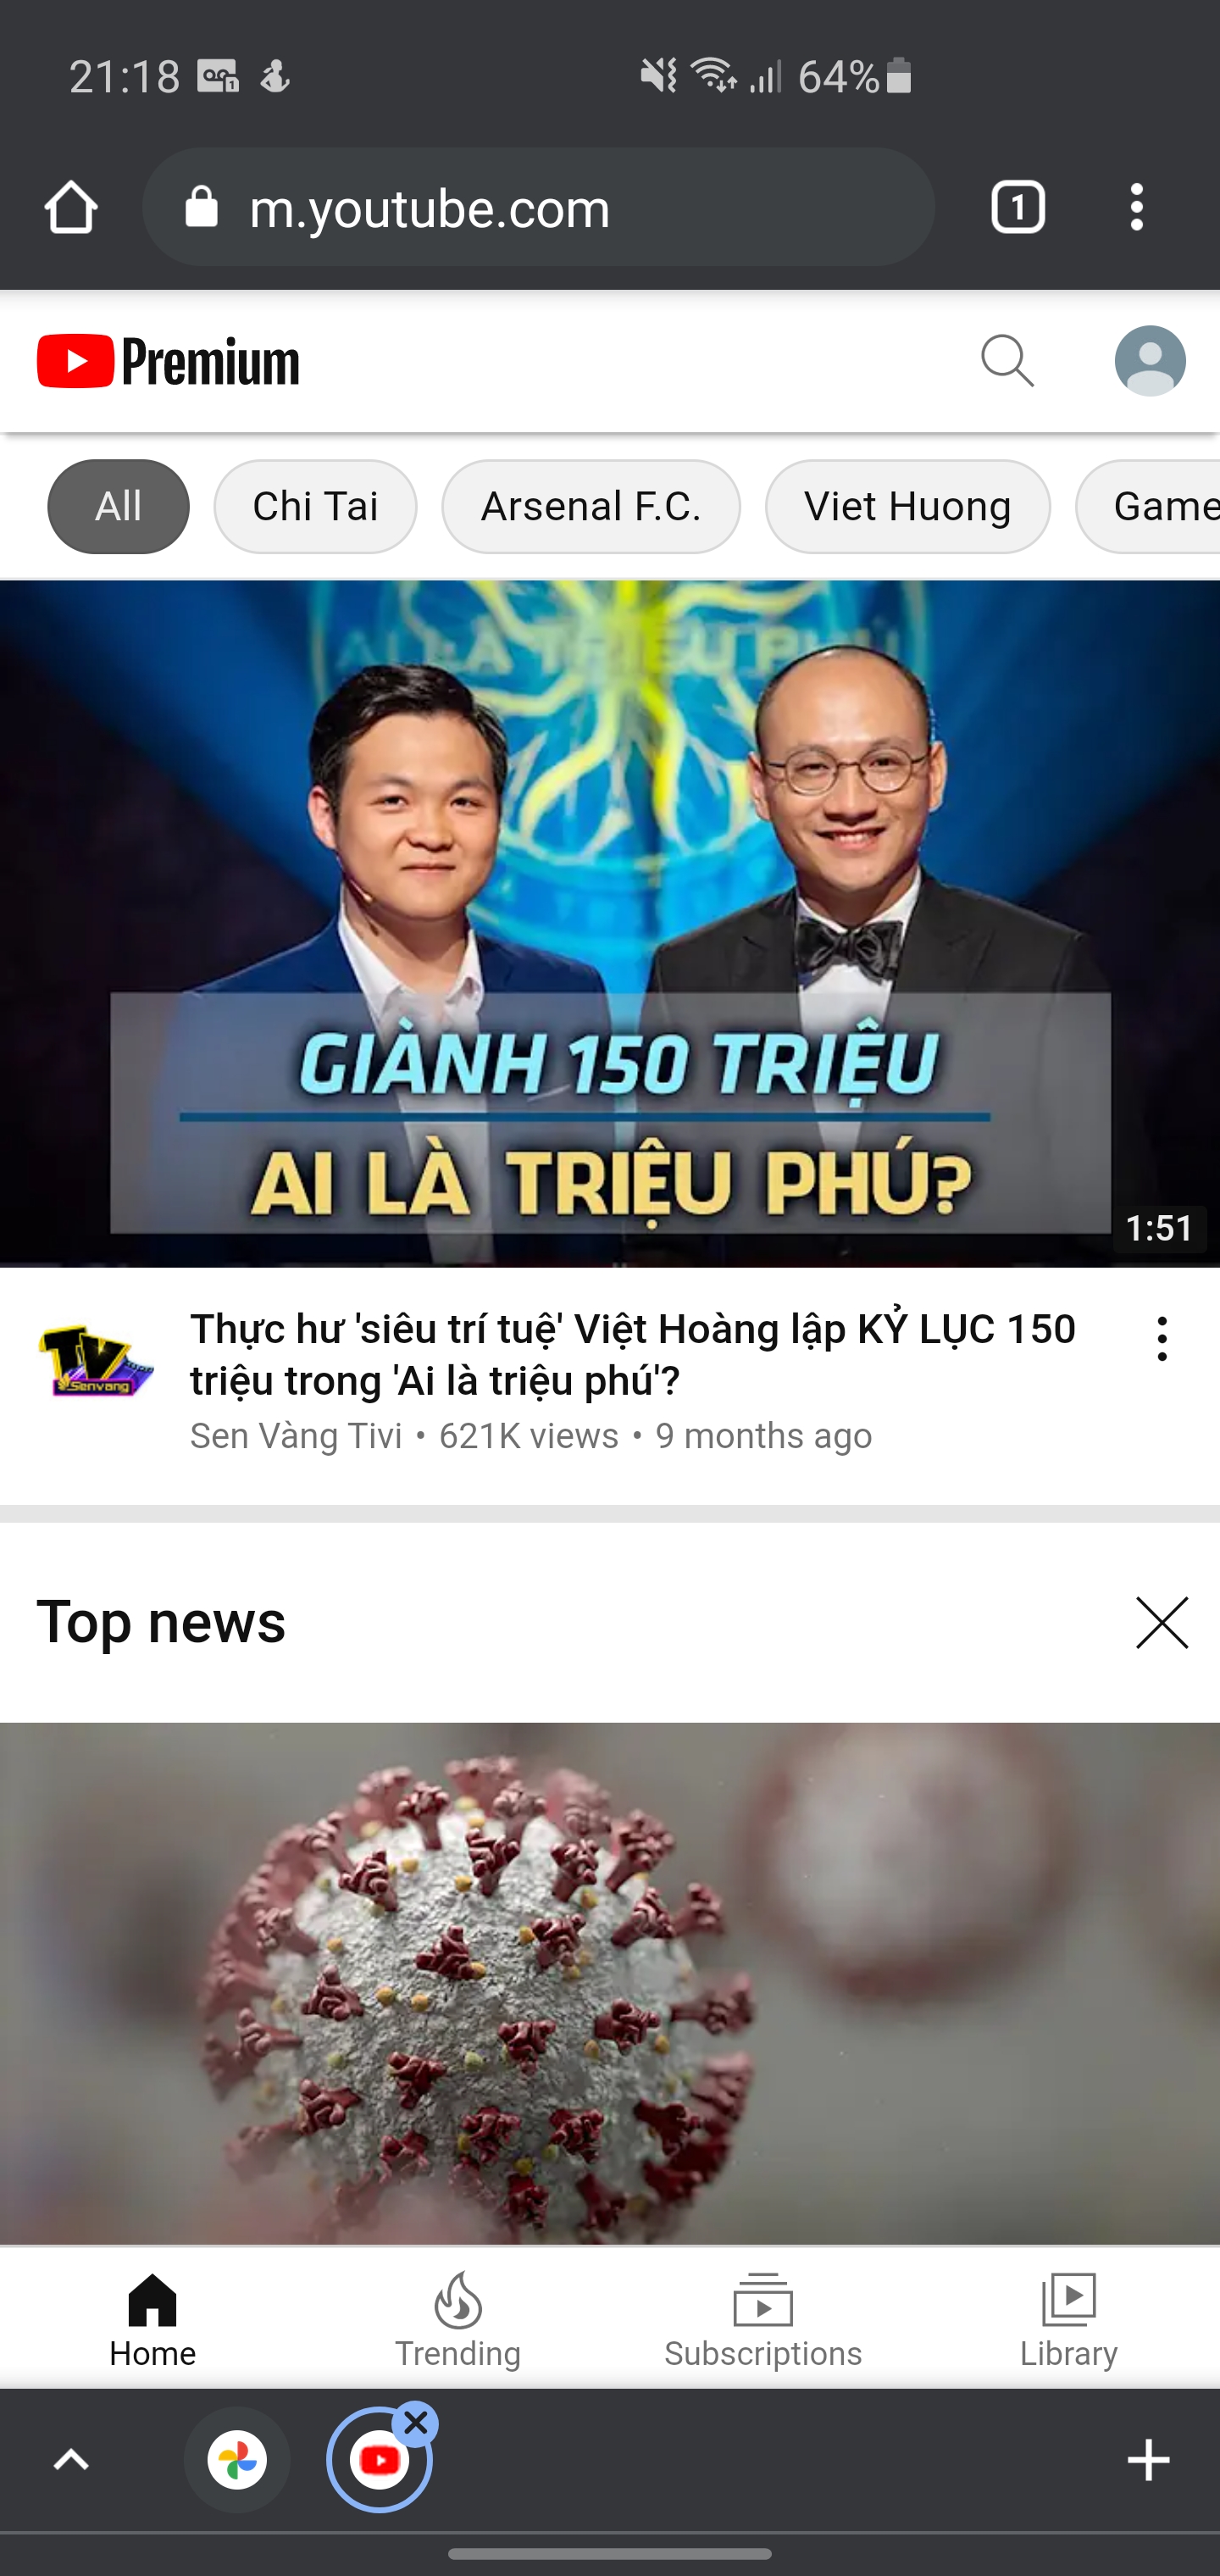 21:18
64%
m.youtube.com
1
Premium
All
Chi Tai
Arsenal F.C.
Viet Huong
Game
AI LÀ TRIỆU PHÚ
GIÀNH 150 TRIỆU
AI LÀ TRIỆU PHÚ?
1:51
TV
Senvang
Thực hư 'siêu trí tuệ' Việt Hoàng lập KỶ LỤC 150
triệu trong 'Ai là triệu phú'?
Sen Vàng Tivi • 621K views • 9 months ago
Top news
Home
Trending
Subscriptions
Library